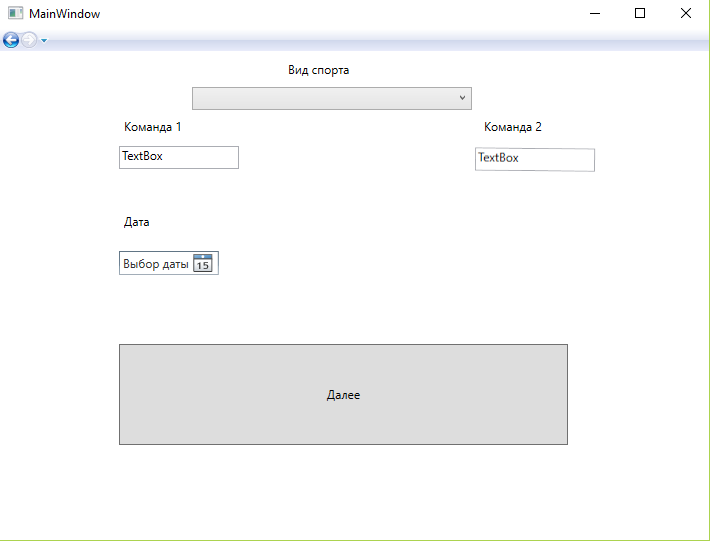 MainWindow
Вид спорта
Команда 1
Команда 2
TextBox
TextBox
Дата
Выбор даты 15
Далее